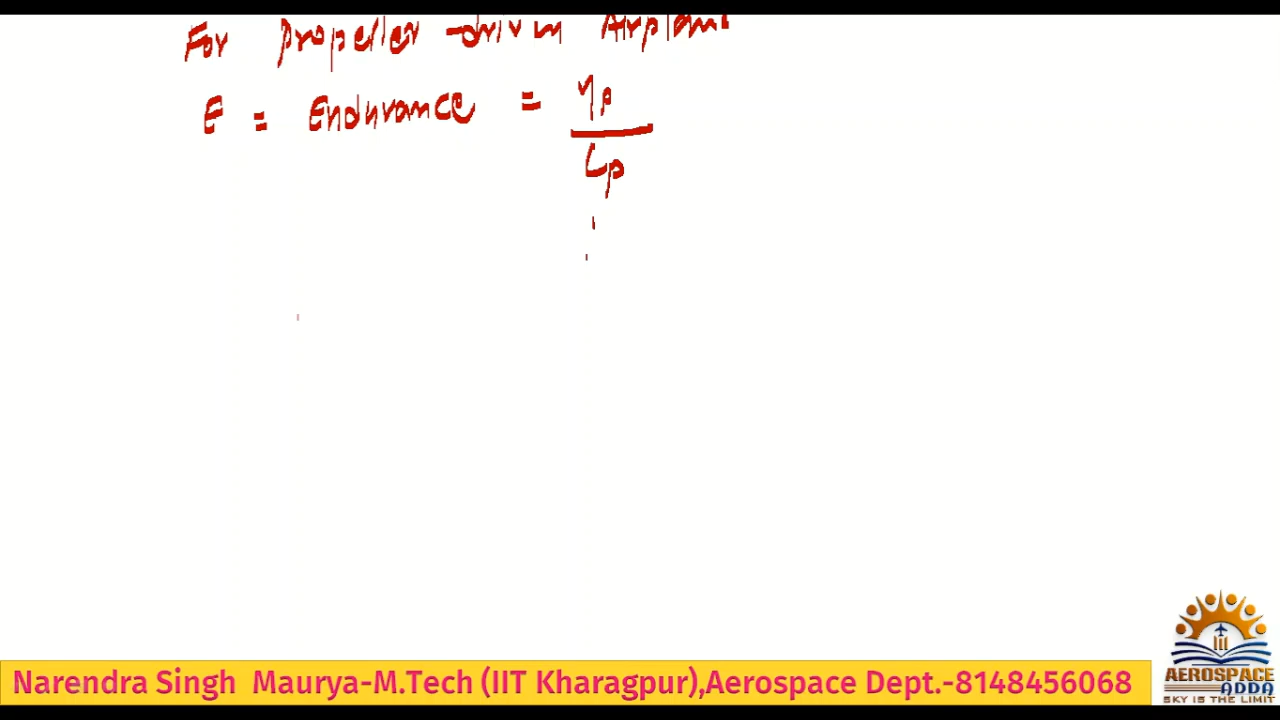 For Propeller-driven Airplane
E = Endurance = ηp
Cp
Narendra Singh Maurya-M.Tech (IIT Kharagpur),Aerospace Dept.-8148456068
AEROSPACE
ADDA
SKY IS THE LIMIT